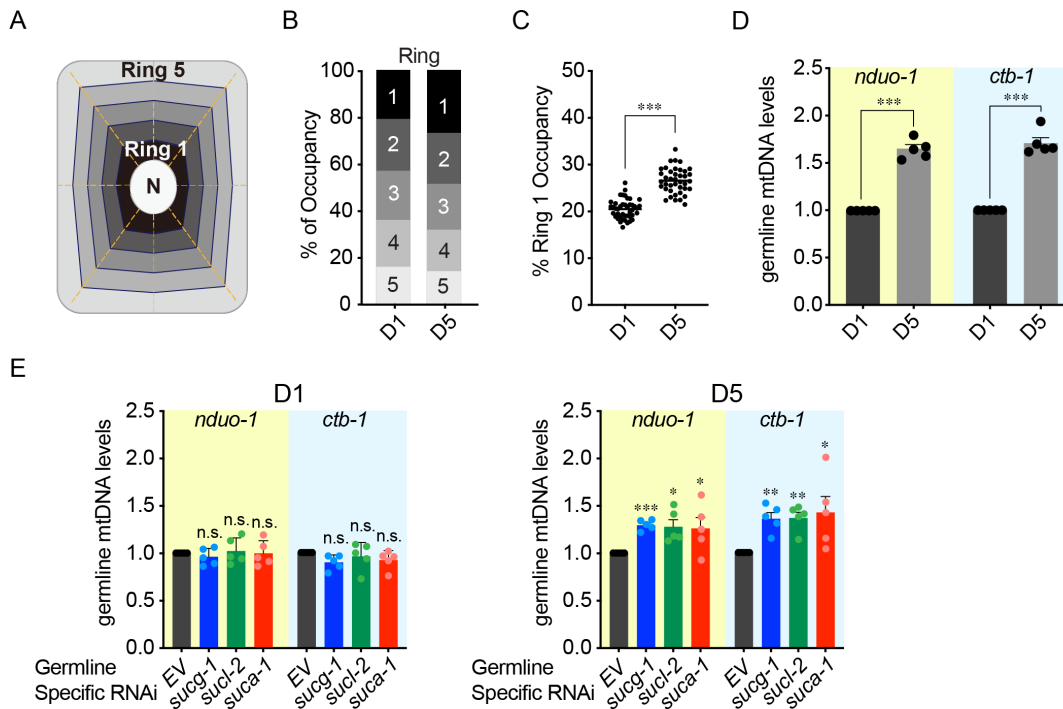 A
Ring 5
Ring 1
N
B
Ring
% of Occupancy
100
80
60
40
20
0
1
2
3
4
5
1
2
3
4
5
D1
D5
C
% Ring 1 Occupancy
50
40
30
20
10
0
***
D1
D5
D
germline mtDNA levels
2.5
2.0
1.5
1.0
0.5
0.0
nduo-1
ctb-1
***
***
D1
D5
D1
D5
E
D1
germline mtDNA levels
2.5
2.0
1.5
1.0
0.5
0.0
nduo-1
ctb-1
n.s.
n.s.
n.s.
n.s.
n.s.
n.s.
Germline
Specific RNAi
EV
sucg-1
sucl-2
suca-1
EV
sucg-1
sucl-2
suca-1
D5
germline mtDNA levels
2.5
2.0
1.5
1.0
0.5
0.0
nduo-1
ctb-1
***
*
*
**
**
*
Germline
Specific RNAi
EV
sucg-1
sucl-2
suca-1
EV
sucg-1
sucl-2
suca-1